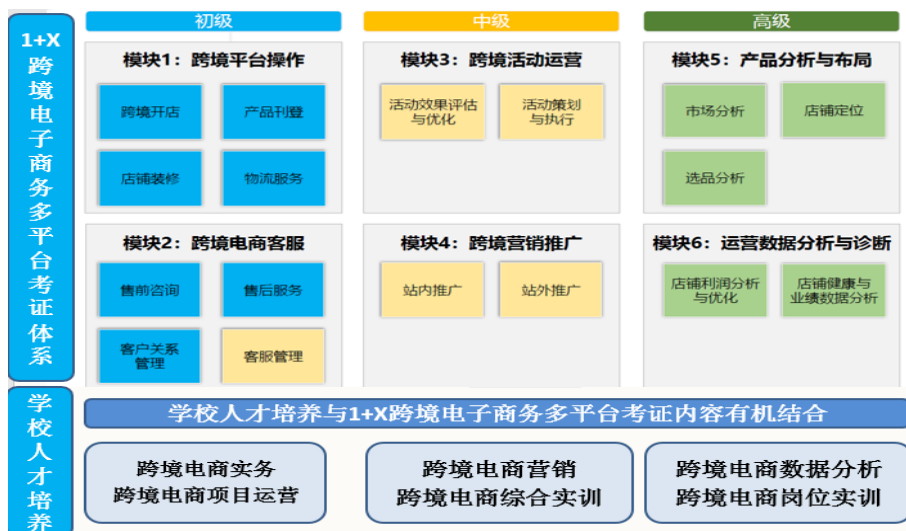 1+X跨境电子商务多平台考证体系
初级
中级
高级
模块1：跨境平台操作
跨境开店
产品刊登
店铺装修
物流服务
模块3：跨境活动运营
活动效果评估
与优化
活动策划
与执行
模块5：产品分析与布局
市场分析
店铺定位
选品分析
模块2：跨境电商客服
售前咨询
售后服务
客户关系
管理
客服管理
模块4：跨境营销推广
站内推广
站外推广
模块6：运营数据分析与诊断
店铺利润分析
与优化
店铺健康与
业绩数据分析
学校人才培养
学校人才培养与1+X跨境电子商务多平台考证内容有机结合
跨境电商实务
跨境电商项目运营
跨境电商营销
跨境电商综合实训
跨境电商数据分析
跨境电商岗位实训